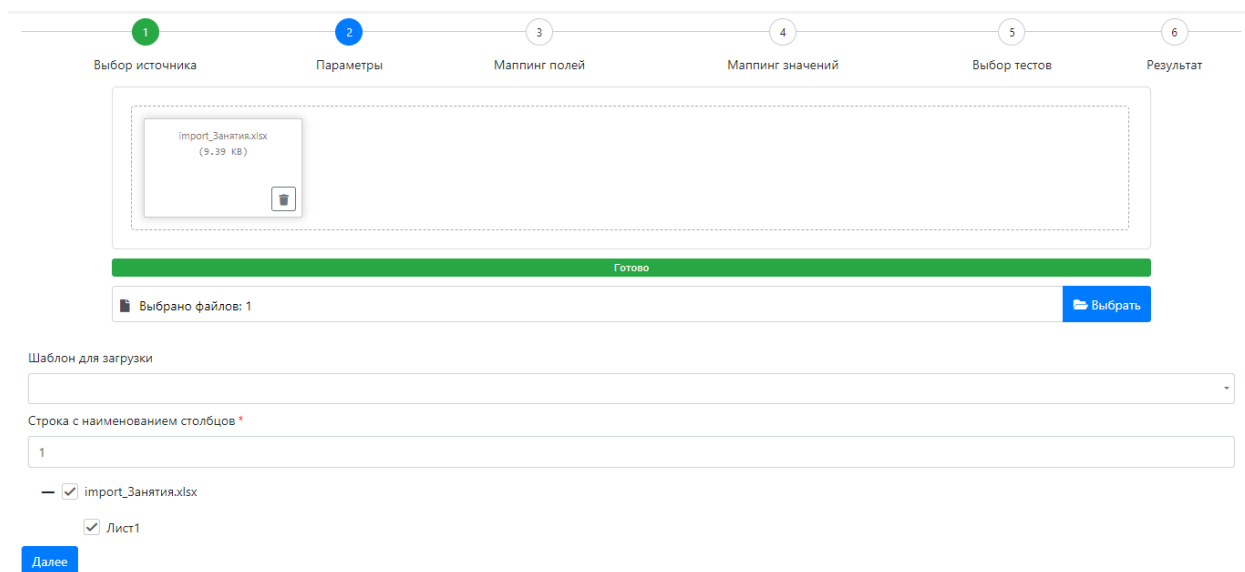 1 2 3 4 5 6
Выбор источника Параметры Маппинг полей Маппинг значений Выбор тестов Результат
import_Занятия.xlsx
(9.39 KB)
Готово
Выбрано файлов: 1 Выбрать
Шаблон для загрузки
Строка с наименованием столбцов *
1
import_Занятия.xlsx
Лист1
Далее